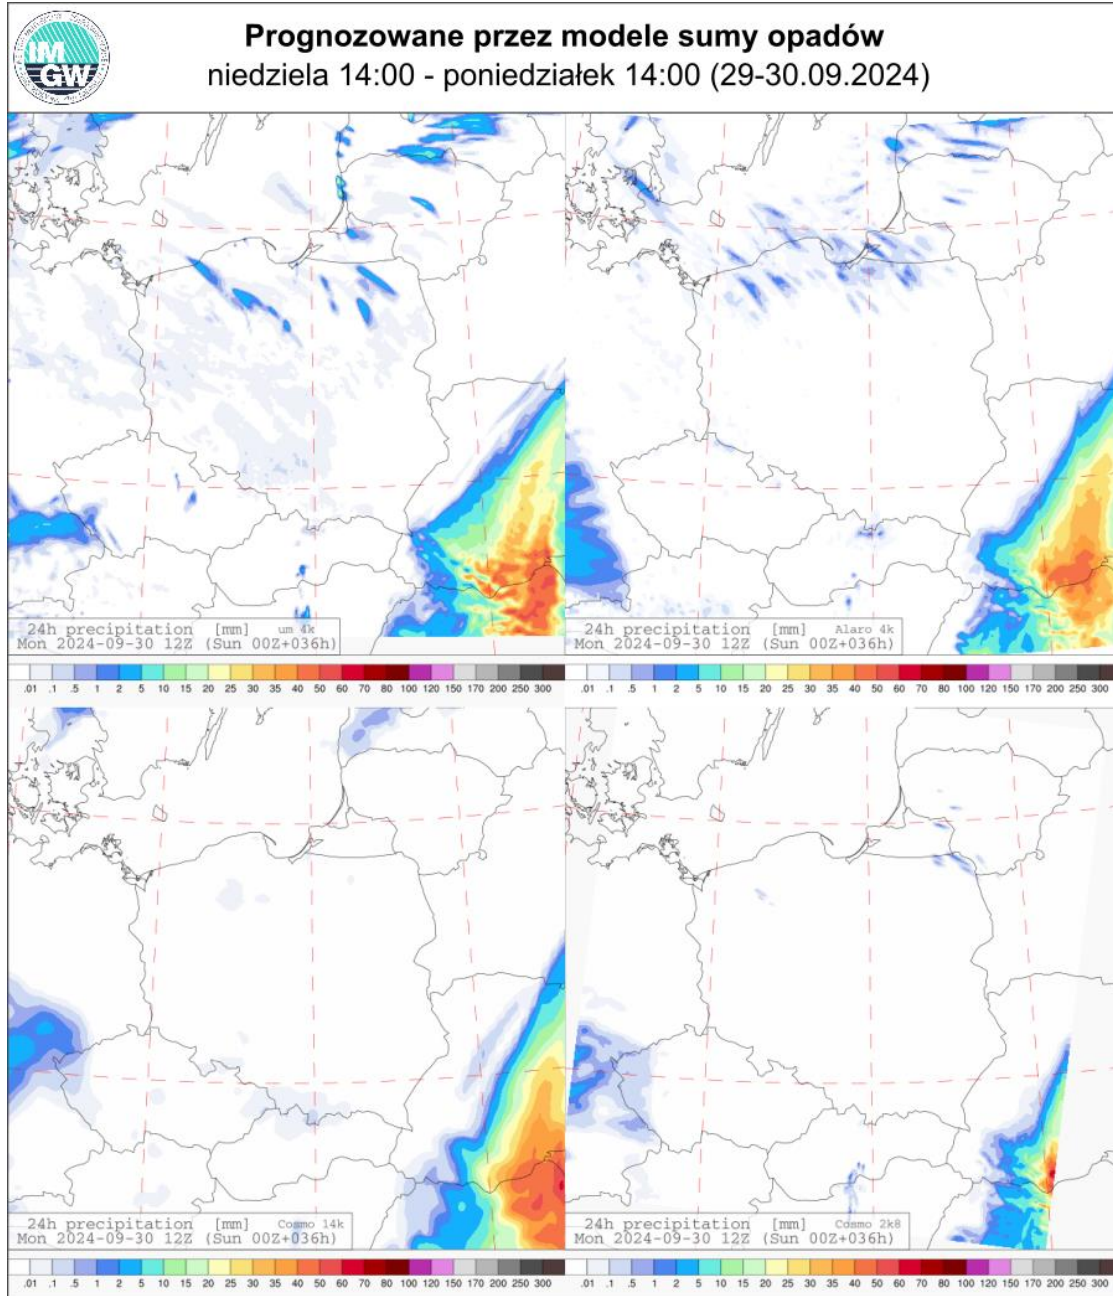 IM
GW
Prognozowane przez modele sumy opadów
niedziela 14:00 - poniedziałek 14:00 (29-30.09.2024)
24h precipitation [mm] um 4k
Mon 2024-09-30 12Z (Sun 00Z+036h)
24h precipitation [mm] Alaro 4k
Mon 2024-09-30 12Z (Sun 00Z+036h)
.01 .1 .5 1 2 5 10 15 20 25 30 35 40 50 60 70 80 100 120 150 170 200 250 300
.01 .1 .5 1 2 5 10 15 20 25 30 35 40 50 60 70 80 100 120 150 170 200 250 300
24h precipitation [mm] Cosmo 14k
Mon 2024-09-30 12Z (Sun 00Z+036h)
24h precipitation [mm] Cosmo 2k8
Mon 2024-09-30 12Z (Sun 00Z+036h)
.01 .1 .5 1 2 5 10 15 20 25 30 35 40 50 60 70 80 100 120 150 170 200 250 300
.01 .1 .5 1 2 5 10 15 20 25 30 35 40 50 60 70 80 100 120 150 170 200 250 300